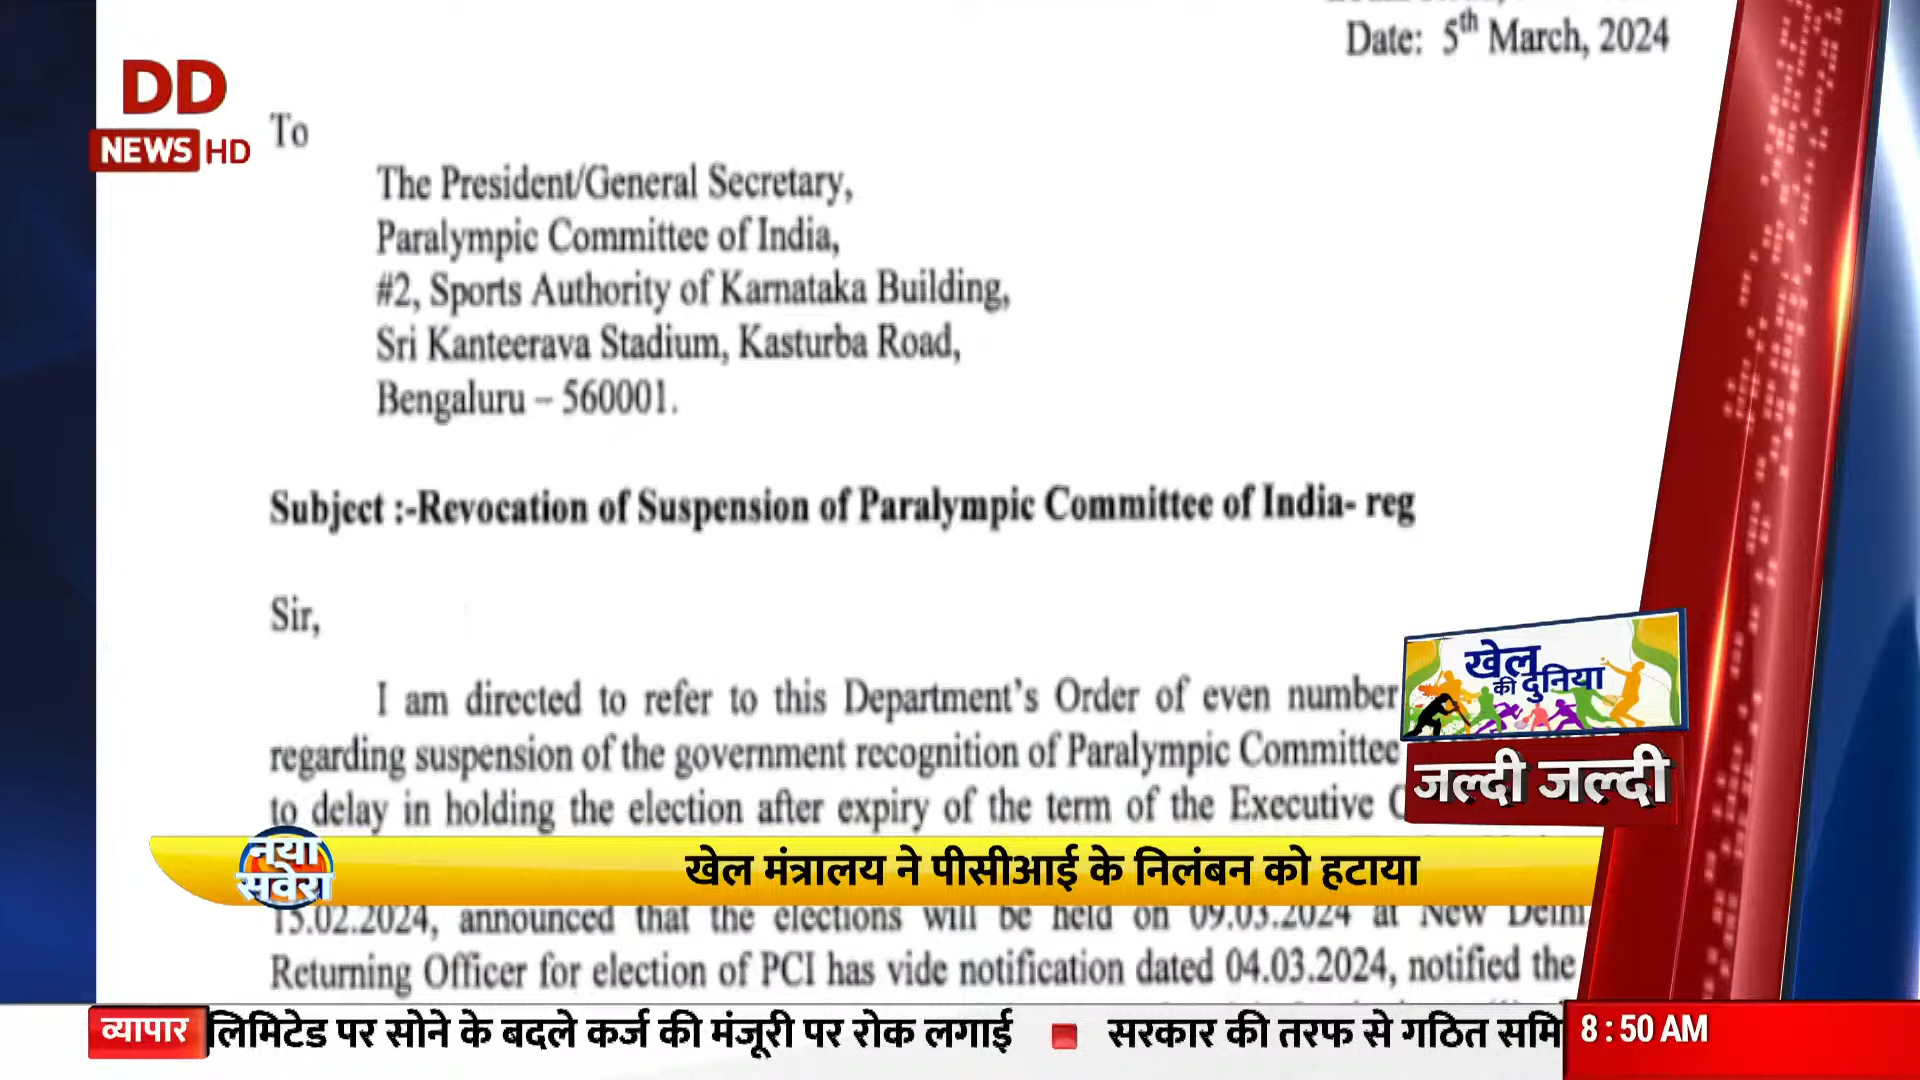 Date: 5th March, 2024
DD
NEWS HD
To
The President/General Secretary,
Paralympic Committee of India,
#2, Sports Authority of Karnataka Building,
Sri Kanteerava Stadium, Kasturba Road,
Bengaluru – 560001.
Subject :-Revocation of Suspension of Paralympic Committee of India- reg
Sir,
I am directed to refer to this Department's Order of even number
regarding suspension of the government recognition of Paralympic Committee
to delay in holding the election after expiry of the term of the Executive
खेल
की दुनिया
जल्दी जल्दी
नया
सवेरा
खेल मंत्रालय ने पीसीआई के निलंबन को हटाया
15.02.2024, announced that the elections will be held on 09.03.2024 at New Delhi
Returning Officer for election of PCI has vide notification dated 04.03.2024, notified the
व्यापार लिमिटेड पर सोने के बदले कर्ज की मंजूरी पर रोक लगाई सरकार की तरफ से गठित समि
8:50 AM